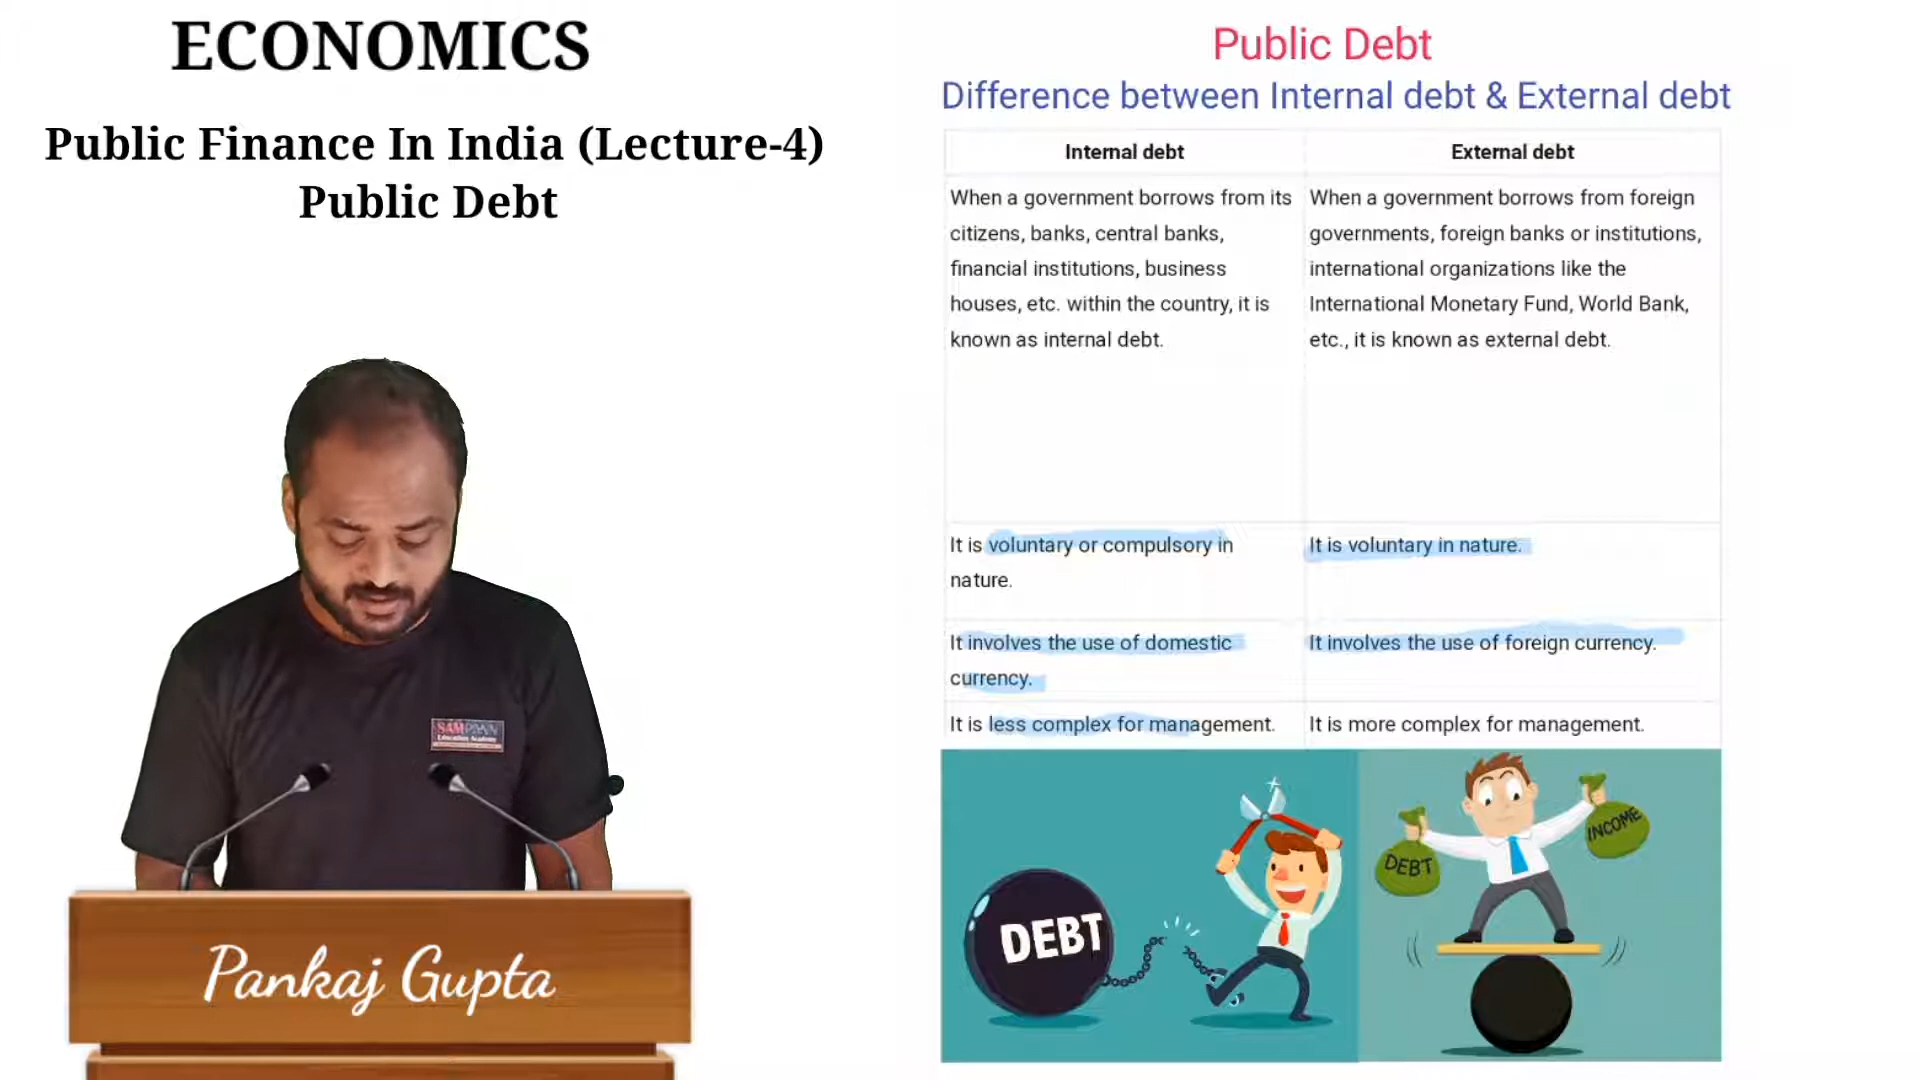 ECONOMICS
Public Finance In India (Lecture-4)
Public Debt
SAMPANN
Education Academy
Pankaj Gupta
Public Debt
Difference between Internal debt & External debt
Internal debt
External debt
When a government borrows from its
citizens, banks, central banks,
financial institutions, business
houses, etc. within the country, it is
known as internal debt.
When a government borrows from foreign
governments, foreign banks or institutions,
international organizations like the
International Monetary Fund, World Bank,
etc., it is known as external debt.
It is voluntary or compulsory in
nature.
It is voluntary in nature.
It involves the use of domestic
currency.
It involves the use of foreign currency.
It is less complex for management.
It is more complex for management.
DEBT
DEBT
INCOME